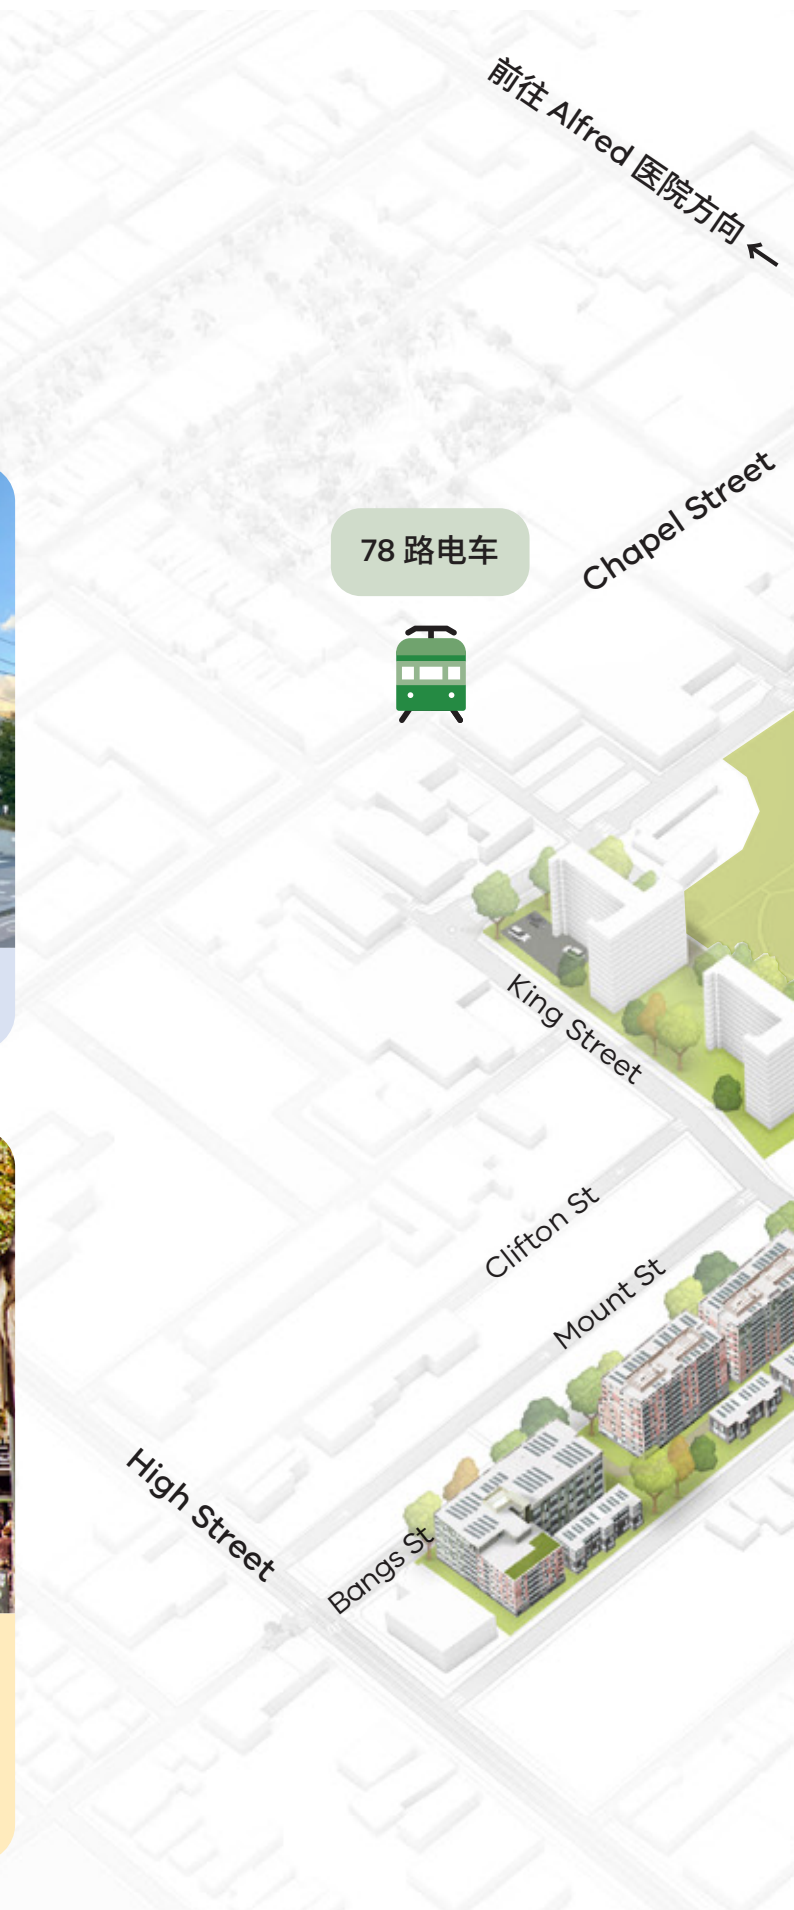 前往 Alfred 医院方向 ←
Chapel Street
78 路电车
King Street
Clifton St
Mount St
High Street
Bangs St